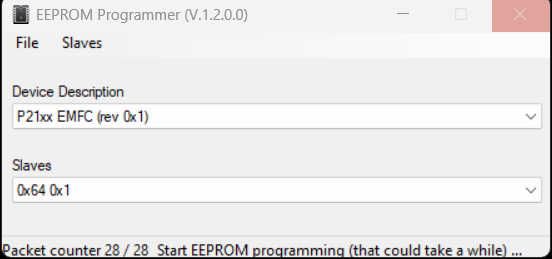 EEPROM Programmer (V.1.2.0.0)
File Slaves
Device Description
P21xx EMFC (rev 0x1)
Slaves
0x64 0x1
Packet counter 28 / 28 Start EEPROM programming (that could take a while) ...